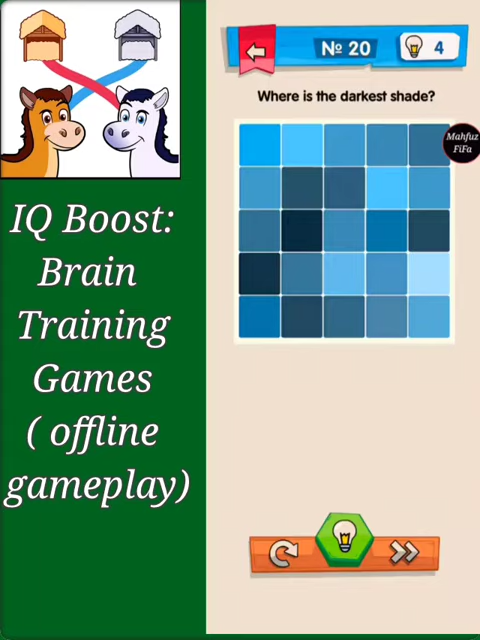 № 20
4
Where is the darkest shade?
Mahfuz
FiFa
IQ Boost:
Brain
Training
Games
( offline
gameplay)